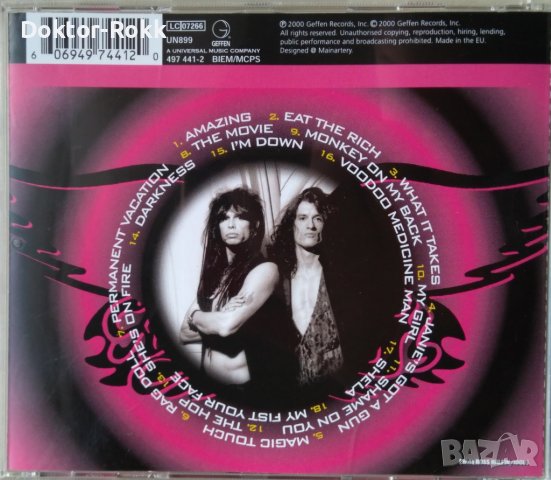 Doktor-Rokk
6 06949 74412 0
LC 07266
UN899
GEFFEN
A UNIVERSAL MUSIC COMPANY
497 441-2 BIEM/MCPS
℗ 2000 Geffen Records, Inc. © 2000 Geffen Records, Inc.
All rights reserved. Unauthorised copying, reproduction, hiring, lending,
public performance and broadcasting prohibited. Made in the EU.
Designed @ Mainartery.
1. AMAZING
2. EAT THE RICH
3. WHAT IT TAKES
4. JANIE'S GOT A GUN
5. MAGIC TOUCH
6. RAG DOLL
7. PERMANENT VACATION
8. THE MOVIE
9. MONKEY ON MY BACK
10. MY GIRL
11. SHAME ON YOU
12. THE HOP
13. SHE'S ON FIRE
14. DARKNESS
15. I'M DOWN
16. VOODOO MEDICINE MAN
17. SHELA
18. MY FIST YOUR FACE
BAZAR